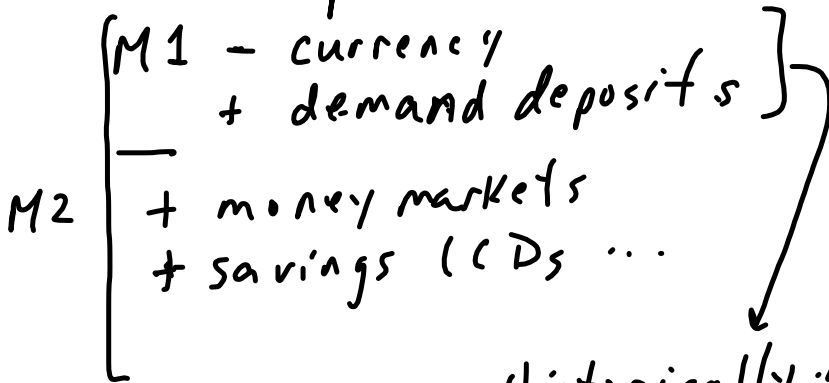 M1 - currency
+ demand deposits
M2
+ money markets
+ savings (CDs ...
historically